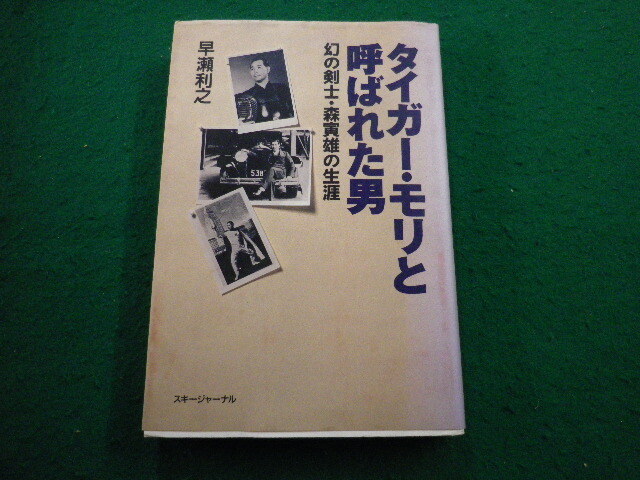 タイガー・モリと
呼ばれた男
幻の剣士・森寅雄の生涯
早瀬利之
538
スキージャーナル